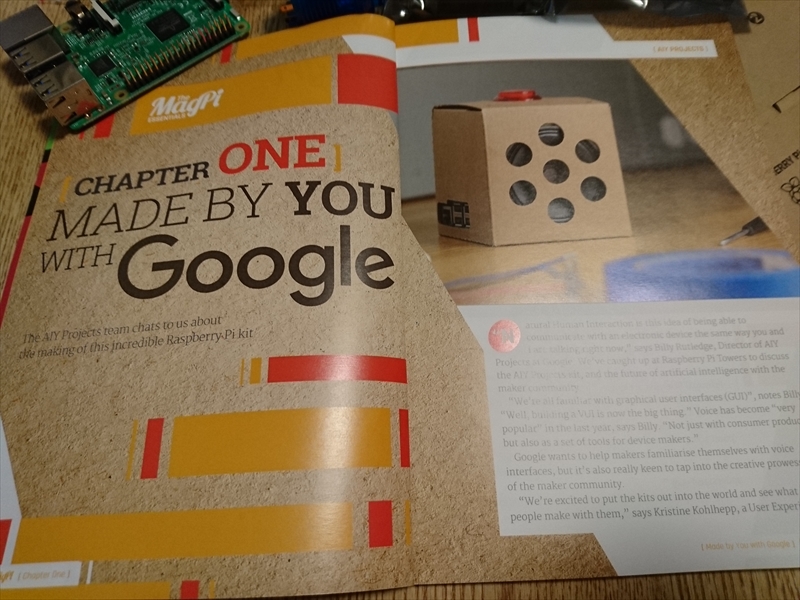 The
MagPi
ESSENTIALS
[ CHAPTER ONE ]
MADE BY YOU
WITH Google
The AIY Projects team chats to us about
the making of this incredible Raspberry Pi kit
MagPi [ Chapter One ]
[ AIY PROJECTS ]
Human Interaction is this idea of being able to
with an electronic device the same way you and
talking right now," says Billy Rutledge, Director of AIY
Projects at Google. We've caught up at Raspberry Pi Towers to discuss
the AIY Projects kit, and the future of artificial intelligence with the
maker community.
"We're all familiar with graphical user interfaces (GUI)", notes Billy
"Well, building a VUI is now the big thing." Voice has become "very
popular" in the last year, says Billy. "Not just with consumer produc
but also as a set of tools for device makers."
Google wants to help makers familiarise themselves with voice
interfaces, but it's also really keen to tap into the creative prowess
of the maker community.
"We're excited to put the kits out into the world and see what
people make with them," says Kristine Kohlhepp, a User Experi
[ Made by You with Google ]
ERRY PI